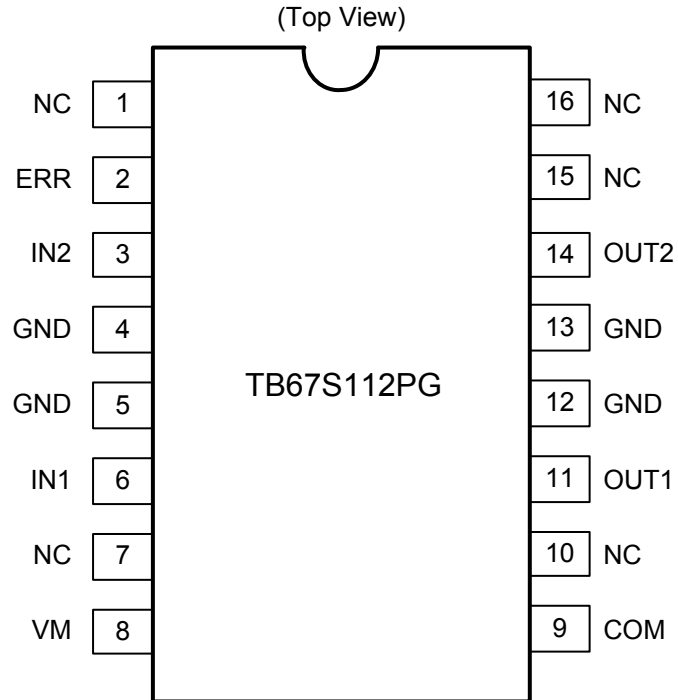 (Top View)
NC 1 16 NC
ERR 2 15 NC
IN2 3 14 OUT2
GND 4 13 GND
TB67S112PG
GND 5 12 GND
IN1 6 11 OUT1
NC 7 10 NC
VM 8 9 COM